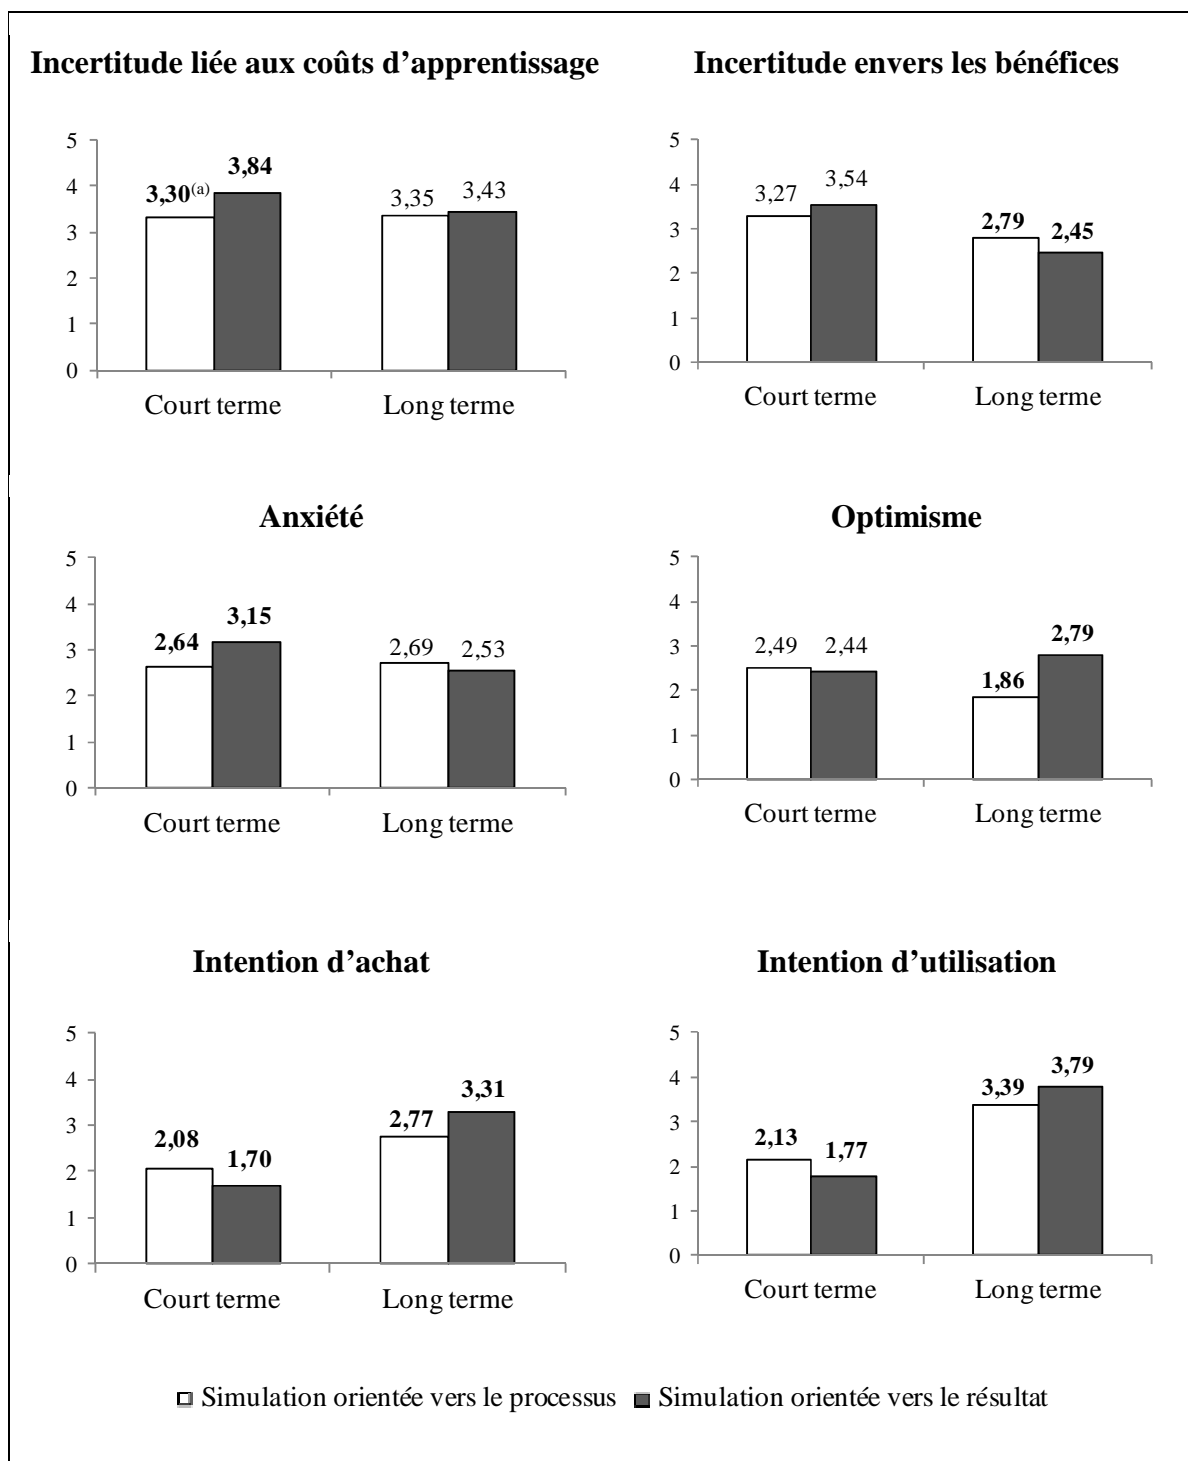 Incertitude liée aux coûts d’apprentissage
5
4
3
2
1
0
3,30(a)
3,84
3,35
3,43
Court terme
Long terme
Incertitude envers les bénéfices
5
4
3
2
1
0
3,27
3,54
2,79
2,45
Court terme
Long terme
Anxiété
5
4
3
2
1
0
2,64
3,15
2,69
2,53
Court terme
Long terme
Optimisme
5
4
3
2
1
0
2,49
2,44
1,86
2,79
Court terme
Long terme
Intention d’achat
5
4
3
2
1
0
2,08
1,70
2,77
3,31
Court terme
Long terme
Intention d’utilisation
5
4
3
2
1
0
2,13
1,77
3,39
3,79
Court terme
Long terme
Simulation orientée vers le processus
Simulation orientée vers le résultat